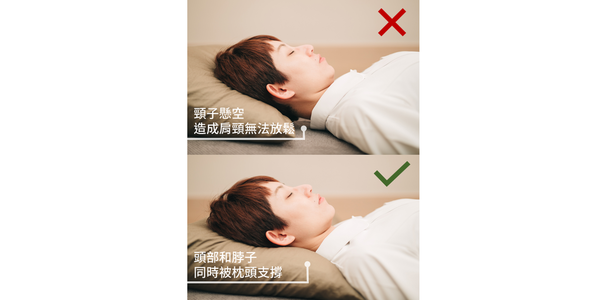 頸子懸空
造成肩頸無法放鬆
頭部和脖子
同時被枕頭支撐